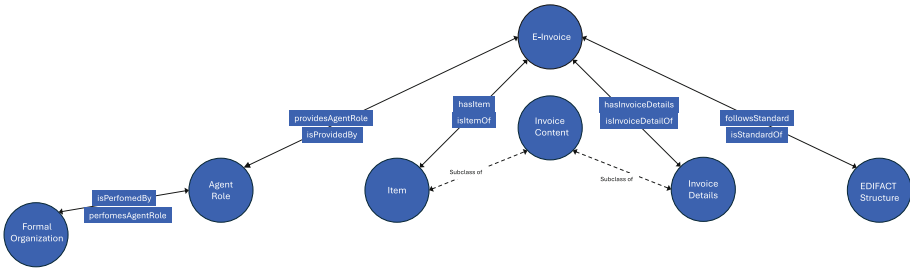 E-Invoice
hasItem
isItemOf
hasInvoiceDetails
isInvoiceDetailOf
providesAgentRole
isProvidedBy
followsStandard
isStandardOf
Invoice
Content
Subclass of
Subclass of
Agent
Role
Item
Invoice
Details
EDIFACT
Structure
isPerfomedBy
perfomesAgentRole
Formal
Organization